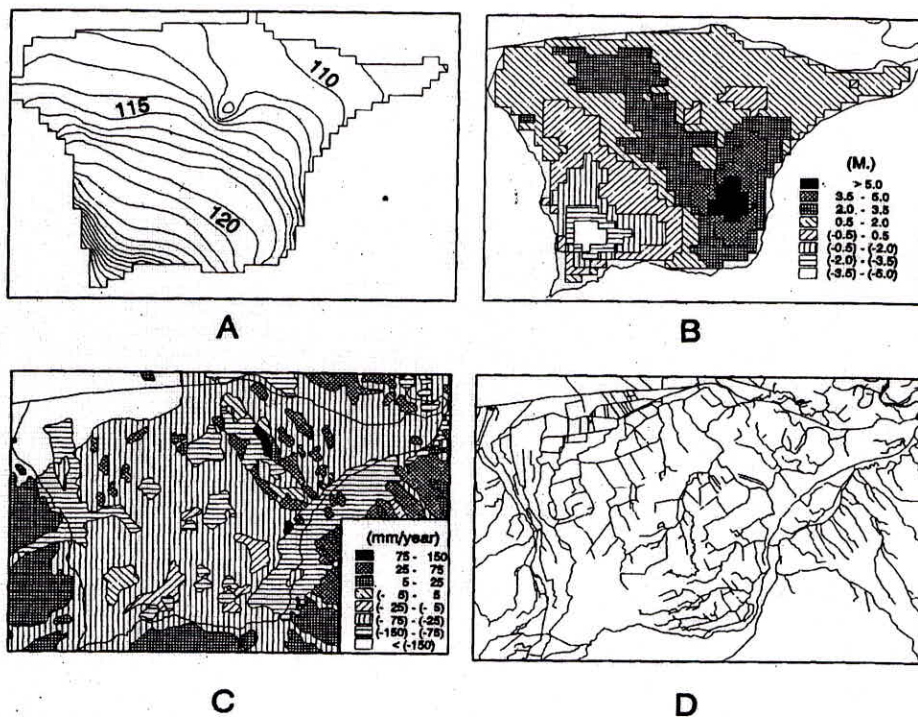 110
115
120
A
(M.)
> 5.0
3.5 - 5.0
2.0 - 3.5
0.5 - 2.0
(-0.5) - 0.5
(-0.5) - (-2.0)
(-2.0) - (-3.5)
(-3.5) - (-5.0)
B
(mm/year)
75 - 150
25 - 75
5 - 25
(- 5) - 5
(- 25) - (- 5)
(- 75) - (-25)
(-150) - (-75)
< (-150)
C
D